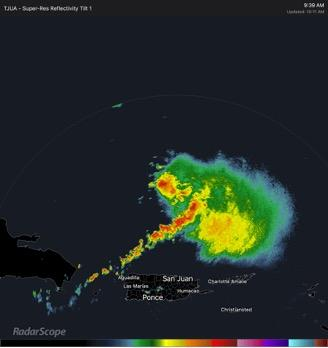 TJUA - Super-Res Reflectivity Tilt 1
9:39 AM
Updated: 10:11 AM
Aguadilla
San Juan
Charlotte Amalie
Las Marías
Humacao
Ponce
Christiansted
RadarScope